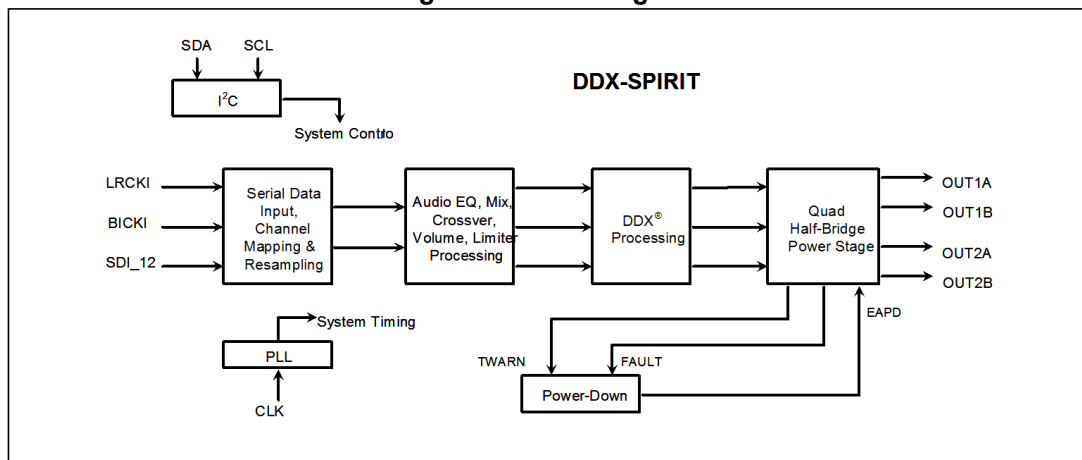 SDA SCL
DDX-SPIRIT
I²C
System Contro
LRCKI
BICKI
SDI_12
Serial Data
Input,
Channel
Mapping &
Resampling
Audio EQ, Mix,
Crossver,
Volume, Limiter
Processing
DDX®
Processing
Quad
Half-Bridge
Power Stage
OUT1A
OUT1B
OUT2A
OUT2B
EAPD
System Timing
PLL
CLK
TWARN FAULT
Power-Down